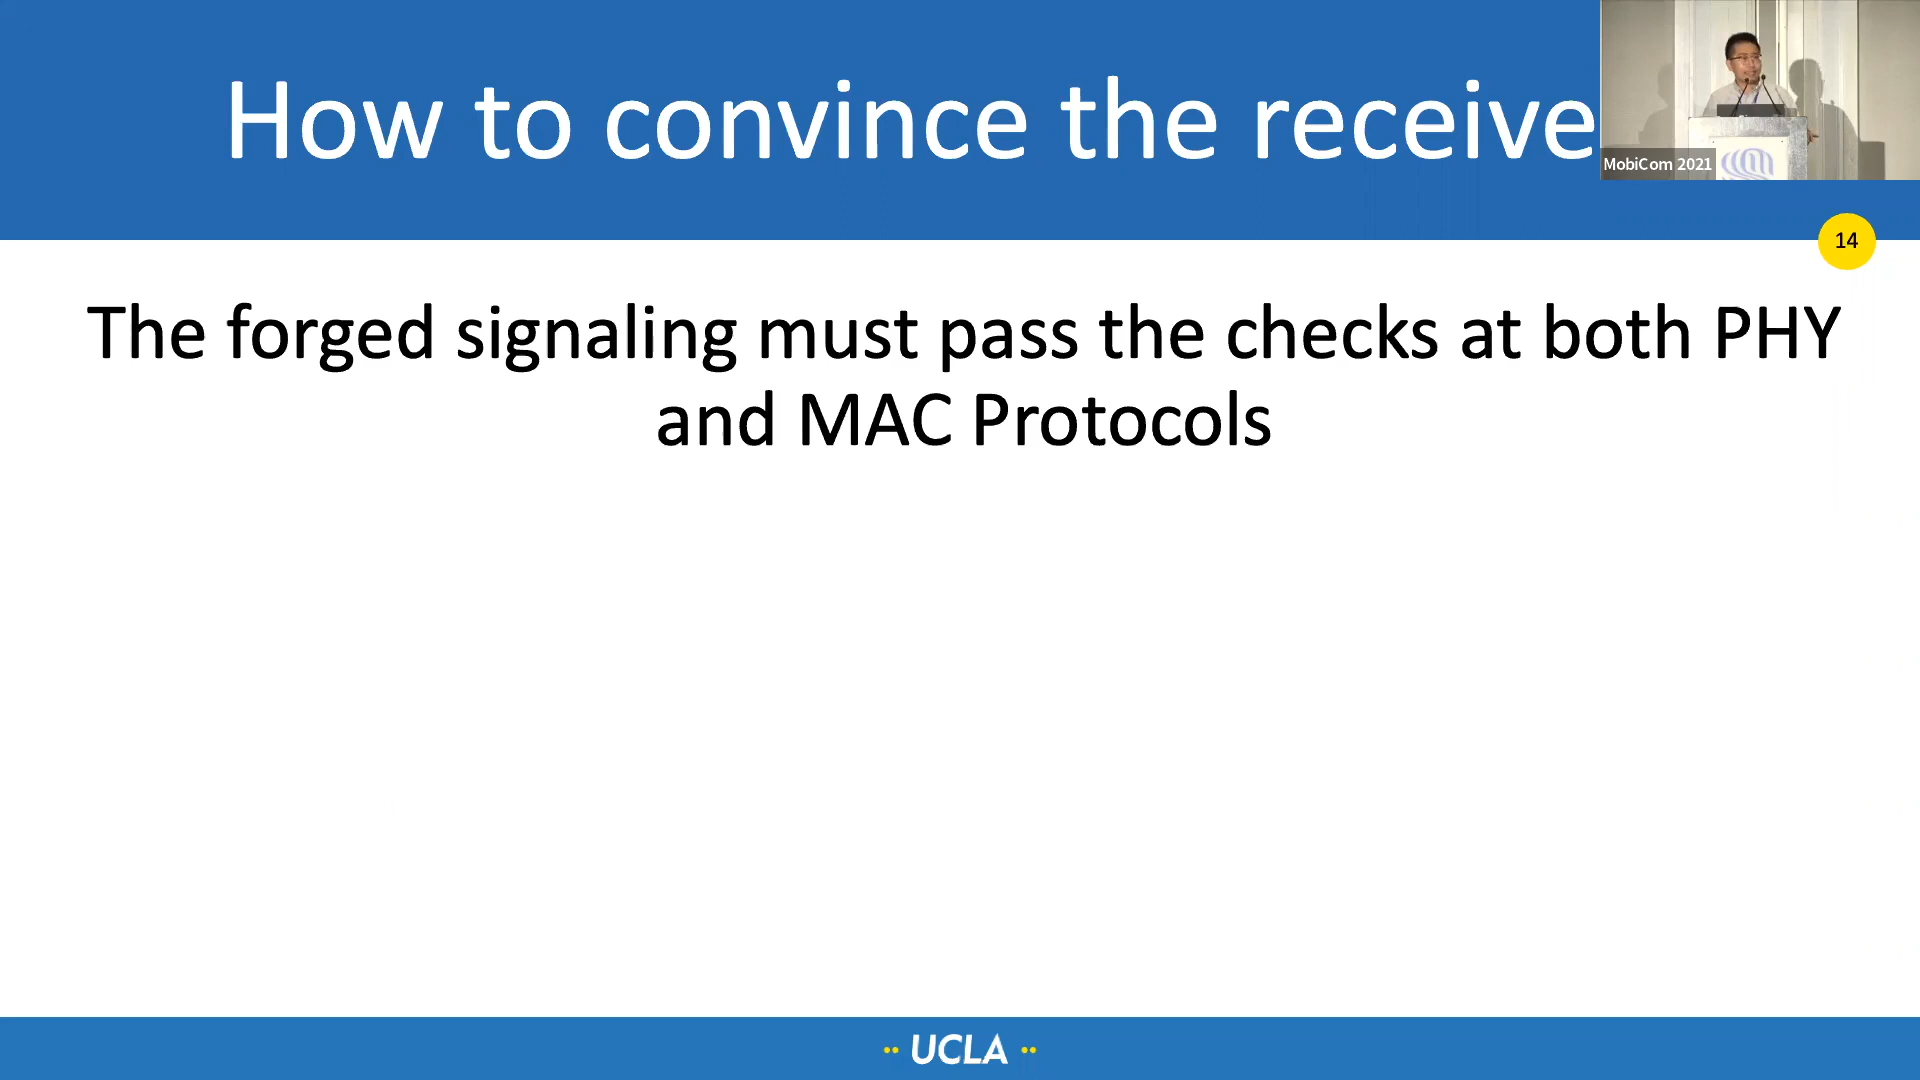 How to convince the receive
MobiCom 2021
14
The forged signaling must pass the checks at both PHY
and MAC Protocols
UCLA